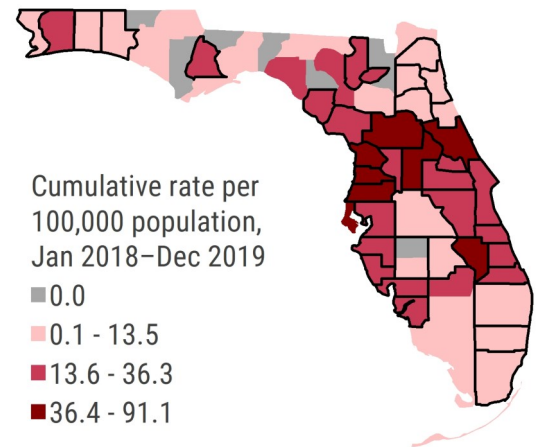 Cumulative rate per
100,000 population,
Jan 2018–Dec 2019
0.0
0.1 - 13.5
13.6 - 36.3
36.4 - 91.1